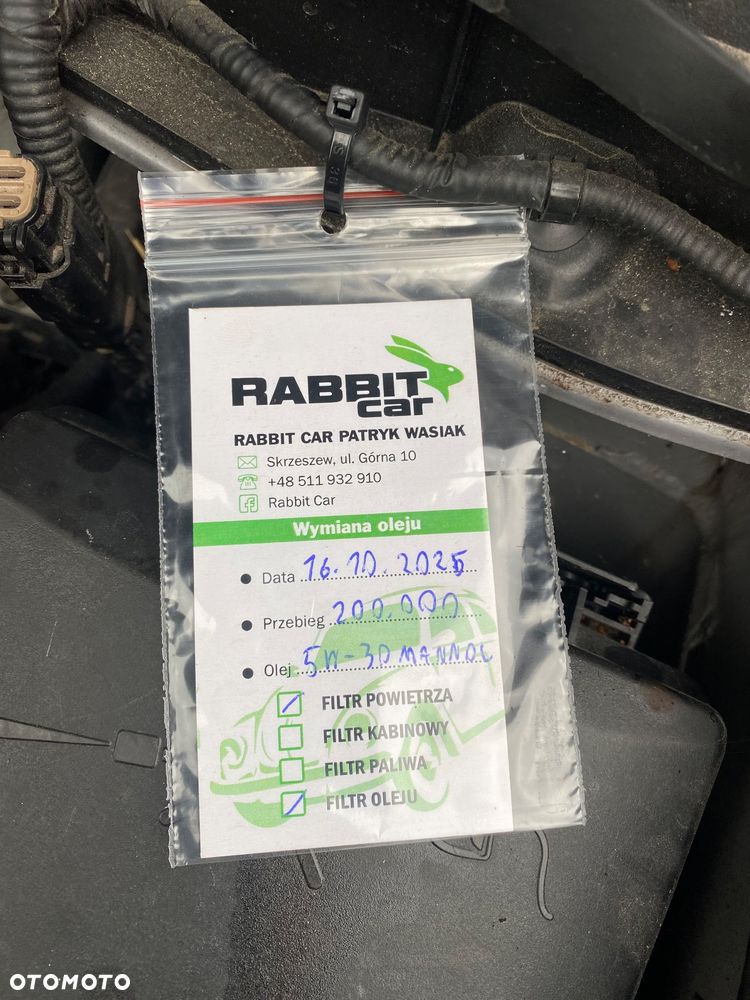 RABBIT
car
RABBIT CAR PATRYK WASIAK
Skrzeszew, ul. Górna 10
+48 511 932 910
Rabbit Car
Wymiana oleju
Data 16.10.2025
Przebieg 200.000
Olej 5W-30 MANNOL
FILTR POWIETRZA
FILTR KABINOWY
FILTR PALIWA
FILTR OLEJU
OTOMOTO